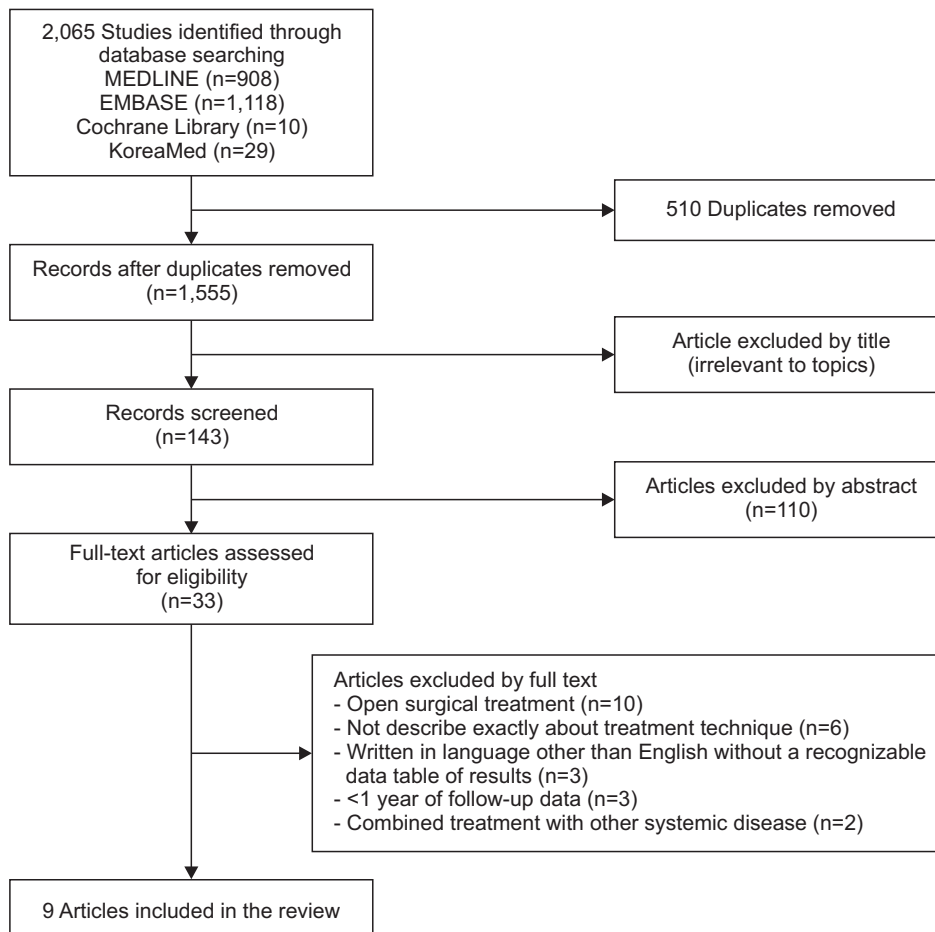 2,065 Studies identified through
database searching
MEDLINE (n=908)
EMBASE (n=1,118)
Cochrane Library (n=10)
KoreaMed (n=29)
510 Duplicates removed
Records after duplicates removed
(n=1,555)
Article excluded by title
(irrelevant to topics)
Records screened
(n=143)
Articles excluded by abstract
(n=110)
Full-text articles assessed
for eligibility
(n=33)
Articles excluded by full text
- Open surgical treatment (n=10)
- Not describe exactly about treatment technique (n=6)
- Written in language other than English without a recognizable
data table of results (n=3)
- <1 year of follow-up data (n=3)
- Combined treatment with other systemic disease (n=2)
9 Articles included in the review